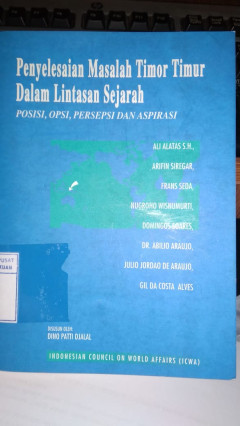 Penyelesaian Masalah Timor Timur
Dalam Lintasan Sejarah
POSISI, OPSI, PERSEPSI DAN ASPIRASI
ALI ALATAS S.H.,
ARIFIN SIREGAR,
FRANS SEDA,
NUGROHO WISNUMURTI,
DOMINGOS SOARES,
DR. ABILIO ARAUJO,
JULIO JORDAO DE ARAUJO,
GIL DA COSTA ALVES
DISUSUN OLEH:
DINO PATTI DJALAL
INDONESIAN COUNCIL ON WORLD AFFAIRS (ICWA)